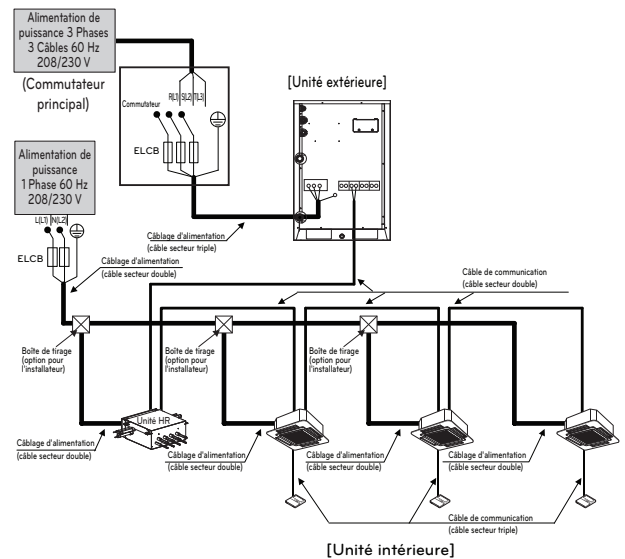 Alimentation de
puissance 3 Phases
3 Câbles 60 Hz
208/230 V
(Commutateur
principal)
R(L1) S(L2) T(L3)
Commutateur
ELCB
[Unité extérieure]
Alimentation de
puissance
1 Phase 60 Hz
208/230 V
L(L1) N(L2)
ELCB
Câblage d'alimentation
(câble secteur double)
Câblage d'alimentation
(câble secteur triple)
Câble de communication
(câble secteur double)
Boîte de tirage
(option pour
l'installateur)
Boîte de tirage
(option pour
l'installateur)
Boîte de tirage
(option pour
l'installateur)
Unité HR
Câblage d'alimentation
(câble secteur double)
Câblage d'alimentation
(câble secteur double)
Câblage d'alimentation
(câble secteur double)
Câblage d'alimentation
(câble secteur double)
Câble de communication
(câble secteur triple)
[Unité intérieure]